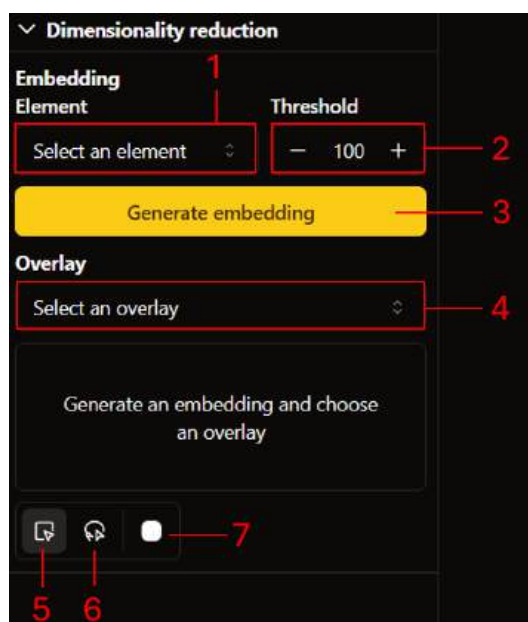 Dimensionality reduction
1
Embedding
Element Threshold
Select an element − 100 + 2
Generate embedding 3
Overlay
Select an overlay 4
Generate an embedding and choose
an overlay
7
5 6